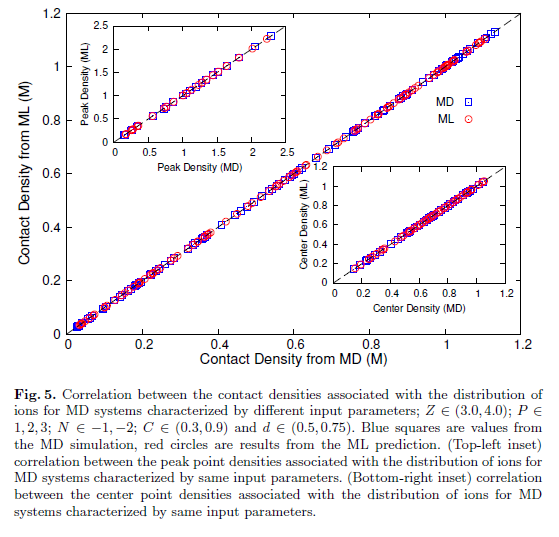 1.2
1
0.8
0.6
0.4
0.2
0
0
0.2
0.4
0.6
0.8
1
1.2
Contact Density from ML (M)
Contact Density from MD (M)
MD
ML
2.5
2
1.5
1
0.5
0
0
0.5
1
1.5
2
2.5
Peak Density (ML)
Peak Density (MD)
1.2
1
0.8
0.6
0.4
0.2
0
0
0.2
0.4
0.6
0.8
1
1.2
Center Density (ML)
Center Density (MD)
Fig. 5. Correlation between the contact densities associated with the distribution of
ions for MD systems characterized by different input parameters; Z ∈ (3.0, 4.0); P ∈
1, 2, 3; N ∈ −1, −2; C ∈ (0.3, 0.9) and d ∈ (0.5, 0.75). Blue squares are values from
the MD simulation, red circles are results from the ML prediction. (Top-left inset)
correlation between the peak point densities associated with the distribution of ions for
MD systems characterized by same input parameters. (Bottom-right inset) correlation
between the center point densities associated with the distribution of ions for MD
systems characterized by same input parameters.